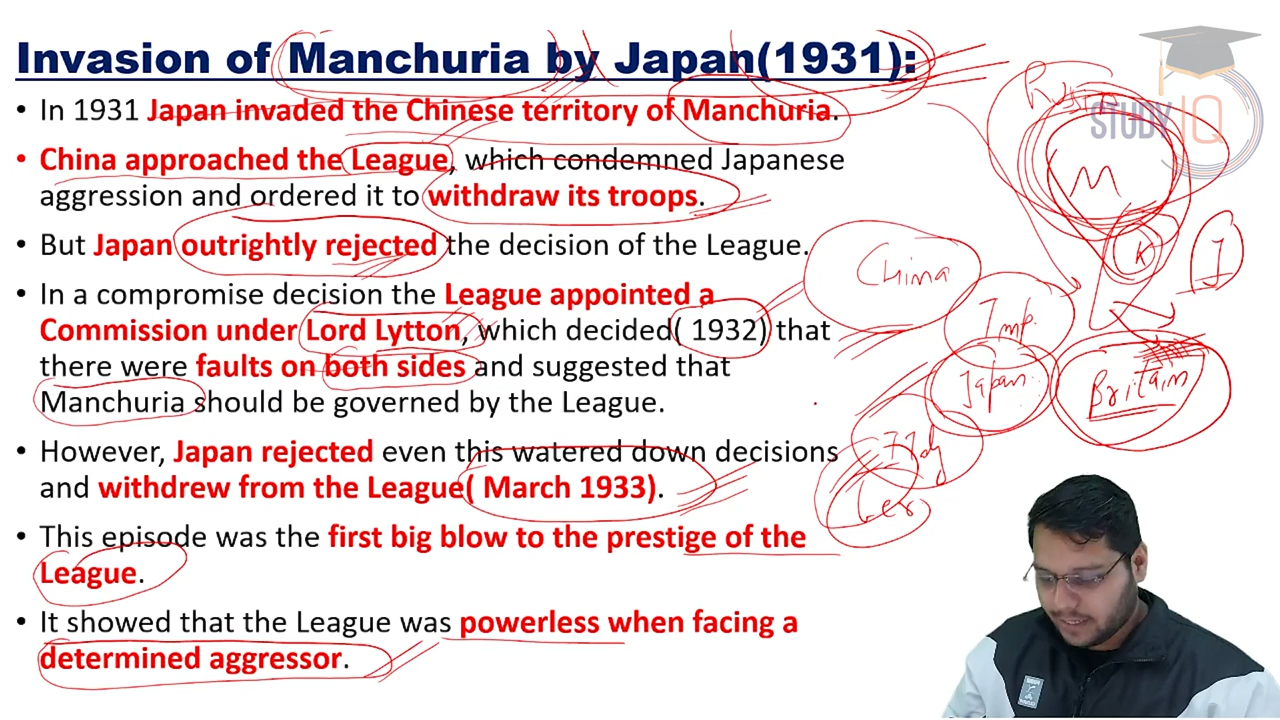 Invasion of Manchuria by Japan(1931):
• In 1931 Japan invaded the Chinese territory of Manchuria.
• China approached the League, which condemned Japanese
aggression and ordered it to withdraw its troops.
• But Japan outrightly rejected the decision of the League.
• In a compromise decision the League appointed a
Commission under Lord Lytton, which decided( 1932) that
there were faults on both sides and suggested that
Manchuria should be governed by the League.
• However, Japan rejected even this watered down decisions
and withdrew from the League( March 1933).
• This episode was the first big blow to the prestige of the
League.
• It showed that the League was powerless when facing a
determined aggressor.
STUDY IQ
M
K
J
China
Imp.
Japan
Britain